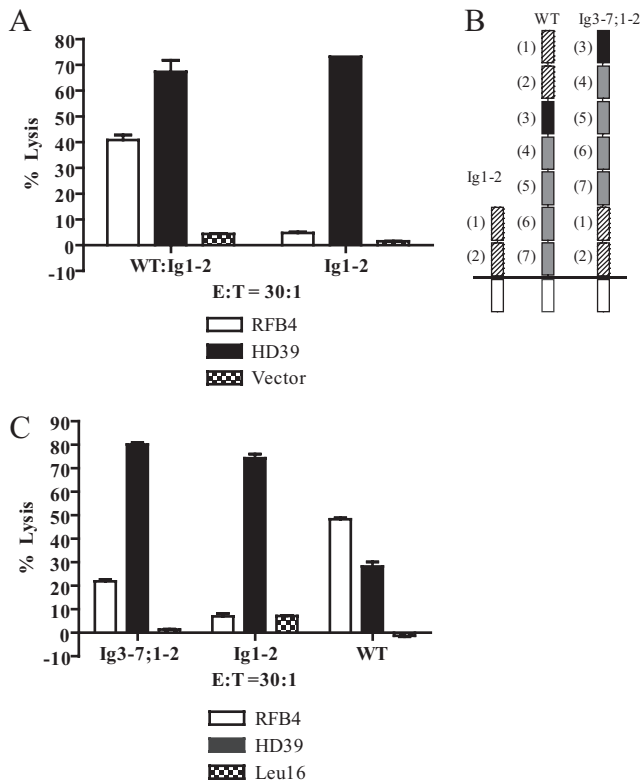 A
% Lysis
80
70
60
50
40
30
20
10
0
-10
WT:Ig1-2
Ig1-2
E:T = 30:1
RFB4
HD39
Vector
B
WT
Ig3-7;1-2
(1)
(2)
(3)
(4)
(5)
(6)
(7)
(3)
(4)
(5)
(6)
(7)
(1)
(2)
Ig1-2
(1)
(2)
C
% Lysis
90
80
70
60
50
40
30
20
10
0
-10
Ig3-7;1-2
Ig1-2
WT
E:T =30:1
RFB4
HD39
Leu16